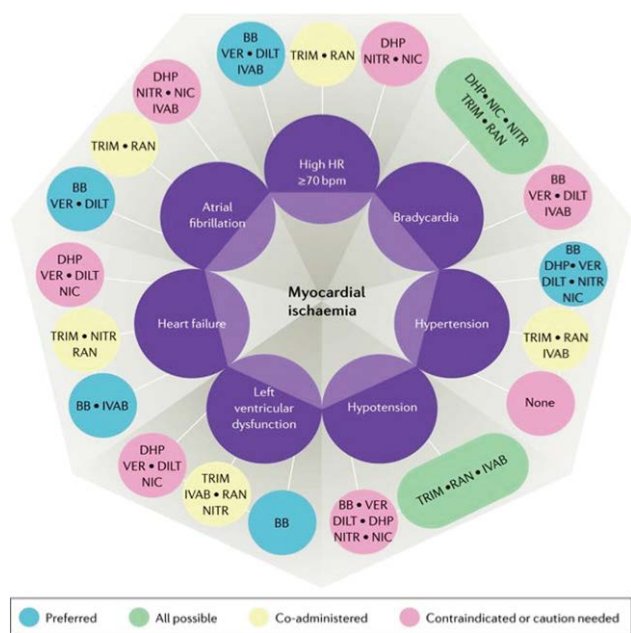 BB
VER • DILT
IVAB
TRIM • RAN
DHP
NITR • NIC
High HR
≥70 bpm
DHP • NIC • NITR
TRIM • RAN
BB
VER • DILT
IVAB
Bradycardia
BB
DHP • VER
DILT • NITR
NIC
TRIM • RAN
IVAB
None
Hypertension
TRIM • RAN • IVAB
BB • VER
DILT • DHP
NITR • NIC
Hypotension
BB
TRIM
IVAB • RAN
NITR
DHP
VER • DILT
NIC
Left
ventricular
dysfunction
BB • IVAB
TRIM • NITR
RAN
DHP
VER • DILT
NIC
Heart failure
BB
VER • DILT
TRIM • RAN
DHP
NITR • NIC
IVAB
Atrial
fibrillation
Myocardial
ischaemia
Preferred
All possible
Co-administered
Contraindicated or caution needed